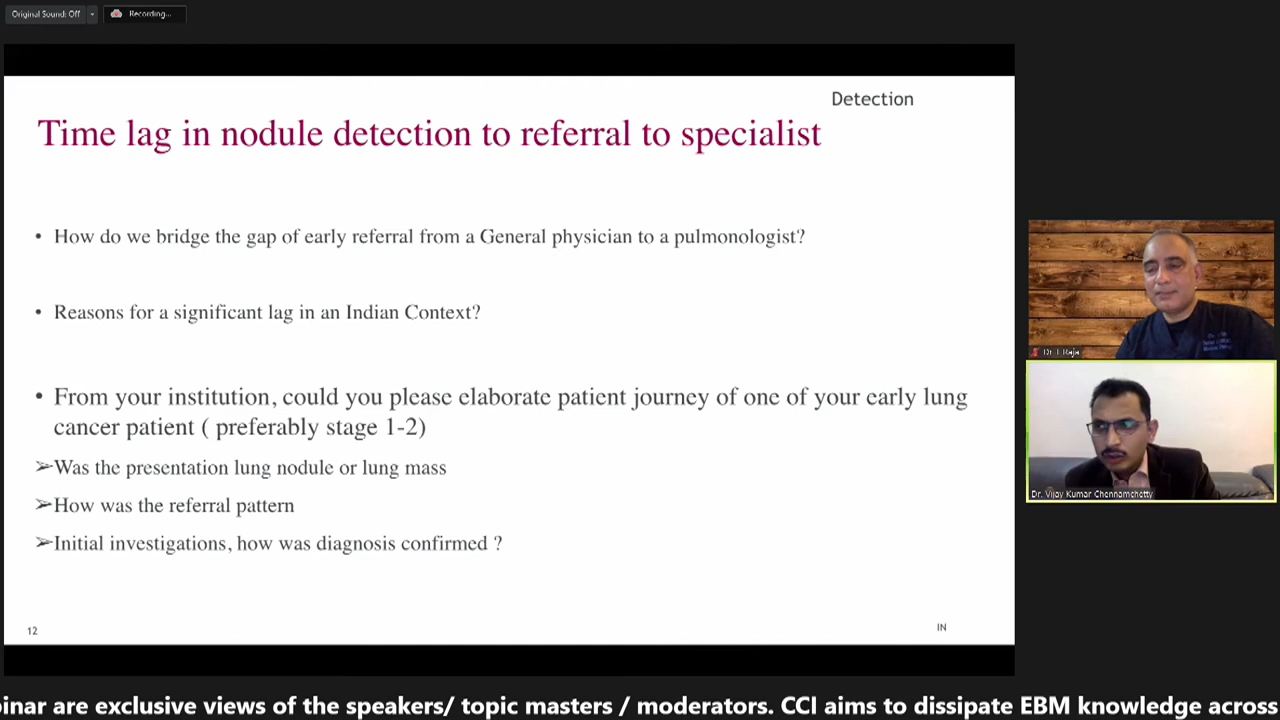 Original Sound: Off
Recording...
Detection
Time lag in nodule detection to referral to specialist
• How do we bridge the gap of early referral from a General physician to a pulmonologist?
• Reasons for a significant lag in an Indian Context?
• From your institution, could you please elaborate patient journey of one of your early lung
cancer patient ( preferably stage 1-2)
➢Was the presentation lung nodule or lung mass
➢How was the referral pattern
➢Initial investigations, how was diagnosis confirmed ?
12
IN
Dr. Vijay Kumar Chennamchetty
inar are exclusive views of the speakers/ topic masters / moderators. CCI aims to dissipate EBM knowledge across